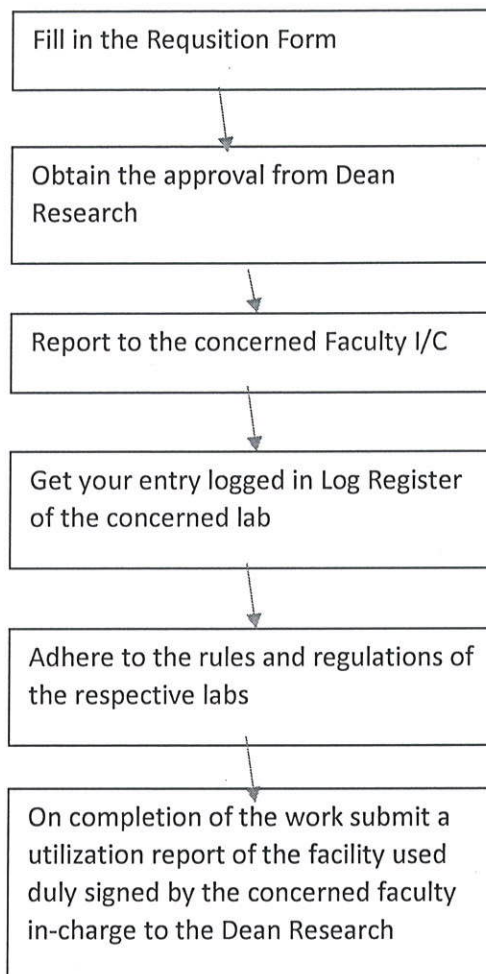 Fill in the Requsition Form
Obtain the approval from Dean
Research
Report to the concerned Faculty I/C
Get your entry logged in Log Register
of the concerned lab
Adhere to the rules and regulations of
the respective labs
On completion of the work submit a
utilization report of the facility used
duly signed by the concerned faculty
in-charge to the Dean Research